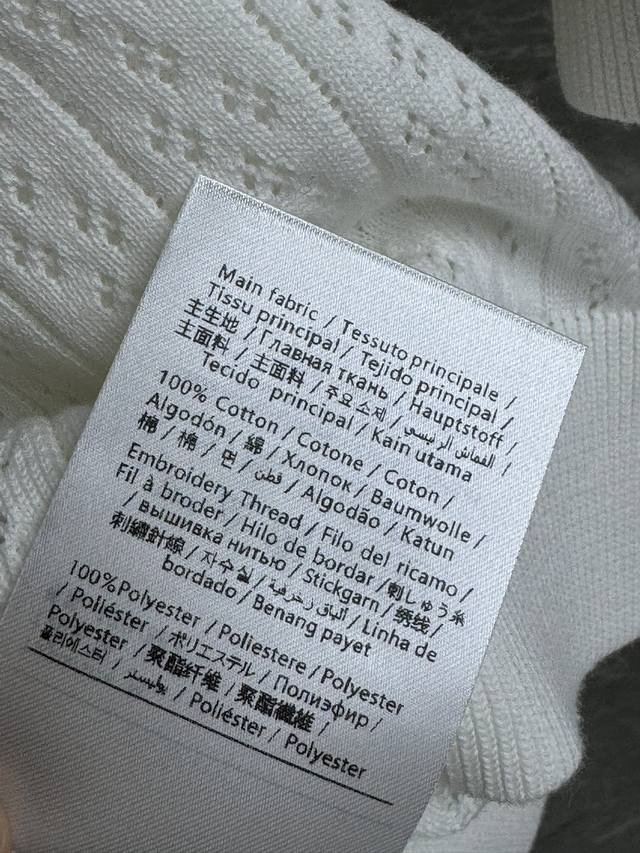 Main fabric / Tessuto principale /
Tissu principal / Tejido principal /
主生地 / Главная ткань / Hauptstoff /
主面料 / 主要面料 / 주요 소재 / القماش الرئيسي /
Tecido principal / Kain utama
100% Cotton / Cotone / Coton /
Algodón / 綿 / Хлопок / Baumwolle /
棉 / 棉 / 면 / قطن / Algodão / Katun
Embroidery Thread / Filo del ricamo /
Fil à broder / Hilo de bordar / 刺しゅう糸
/ вышивка нитью / Stickgarn / 绣线 /
刺繡針線 / 자수실 / ألياق زخرفية / Linha de
bordado / Benang payet
100%Polyester / Poliestere / Polyester
/ Poliéster / ポリエステル / Полиэфир /
Polyester / 聚酯纤维 / 聚酯纖維 /
폴리에스터 / بوليستر / Poliéster / Polyester